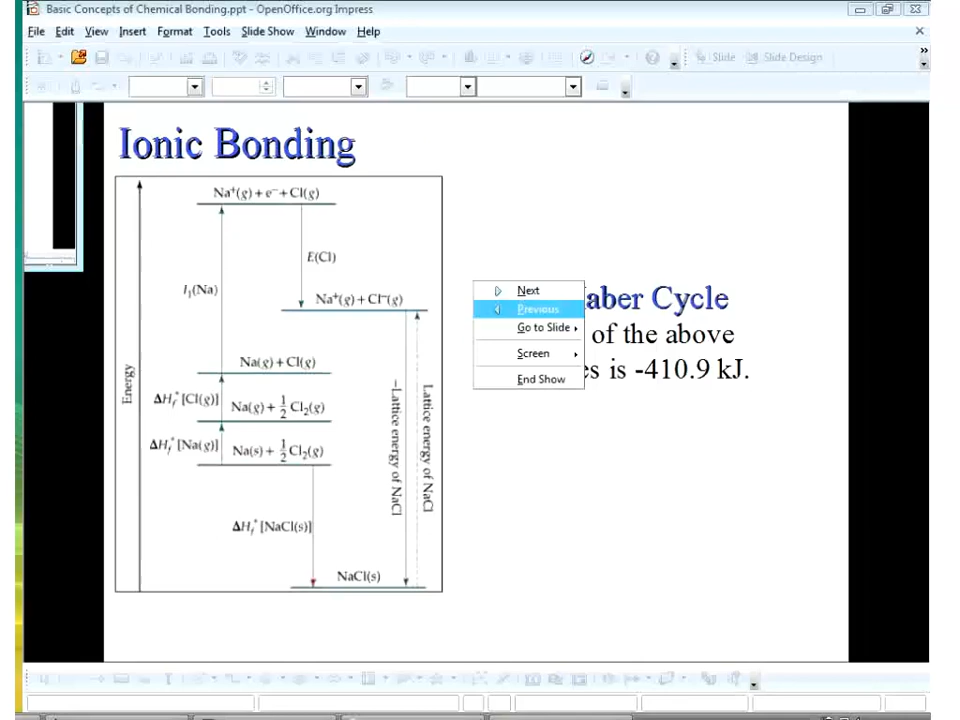 Basic Concepts of Chemical Bonding.ppt - OpenOffice.org Impress
File Edit View Insert Format Tools Slide Show Window Help
Slide Slide Design
Ionic Bonding
Na⁺(g) + e⁻ + Cl(g)
E(Cl)
I₁(Na)
Na⁺(g) + Cl⁻(g)
Na(g) + Cl(g)
Energy
ΔH°f[Cl(g)]
Na(g) + 1/2 Cl₂(g)
ΔH°f[Na(g)]
Na(s) + 1/2 Cl₂(g)
–Lattice energy of NaCl
Lattice energy of NaCl
ΔH°f[NaCl(s)]
NaCl(s)
Next
Previous
Go to Slide
Screen
End Show
aber Cycle
of the above
es is -410.9 kJ.